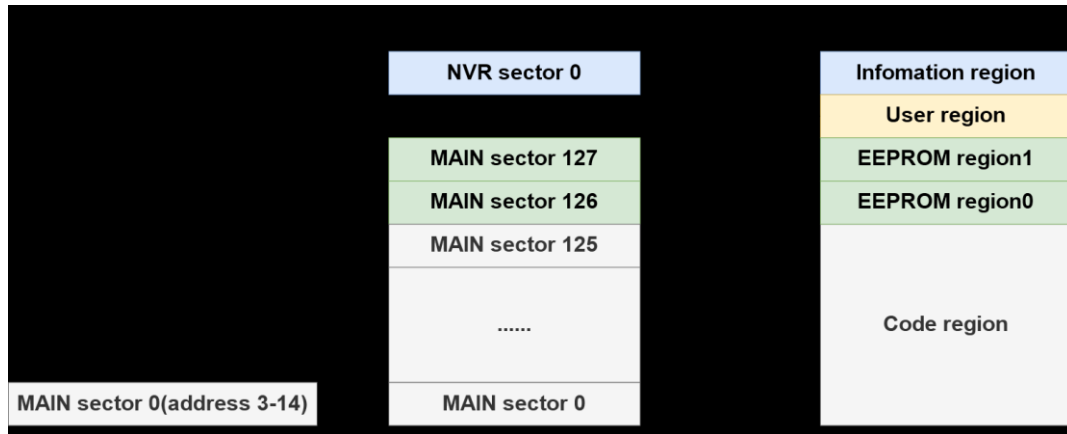 NVR sector 0
Infomation region
User region
MAIN sector 127
EEPROM region1
MAIN sector 126
EEPROM region0
MAIN sector 125
......
Code region
MAIN sector 0(address 3-14)
MAIN sector 0